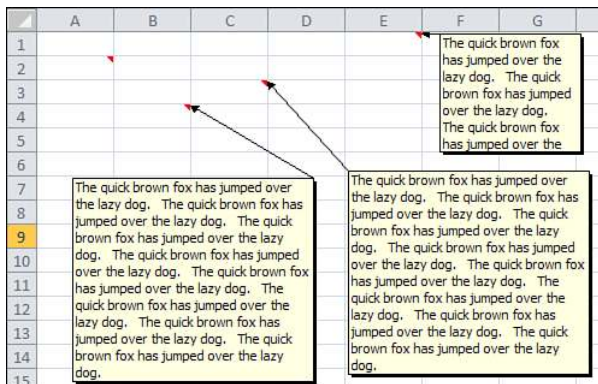 A B C D E F G
1
2
3
4
5
6
7
8
9
10
11
12
13
14
15
The quick brown fox
has jumped over the
lazy dog.   The quick
brown fox has jumped
over the lazy dog.
The quick brown fox
has jumped over the
The quick brown fox has jumped over
the lazy dog.   The quick brown fox has
jumped over the lazy dog.   The quick
brown fox has jumped over the lazy
dog.   The quick brown fox has jumped
over the lazy dog.   The quick brown fox
has jumped over the lazy dog.   The
quick brown fox has jumped over the
lazy dog.   The quick brown fox has
jumped over the lazy dog.   The quick
brown fox has jumped over the lazy
dog.
The quick brown fox has jumped over
the lazy dog.   The quick brown fox has
jumped over the lazy dog.   The quick
brown fox has jumped over the lazy
dog.   The quick brown fox has jumped
over the lazy dog.   The quick brown fox
has jumped over the lazy dog.   The
quick brown fox has jumped over the
lazy dog.   The quick brown fox has
jumped over the lazy dog.   The quick
brown fox has jumped over the lazy
dog.